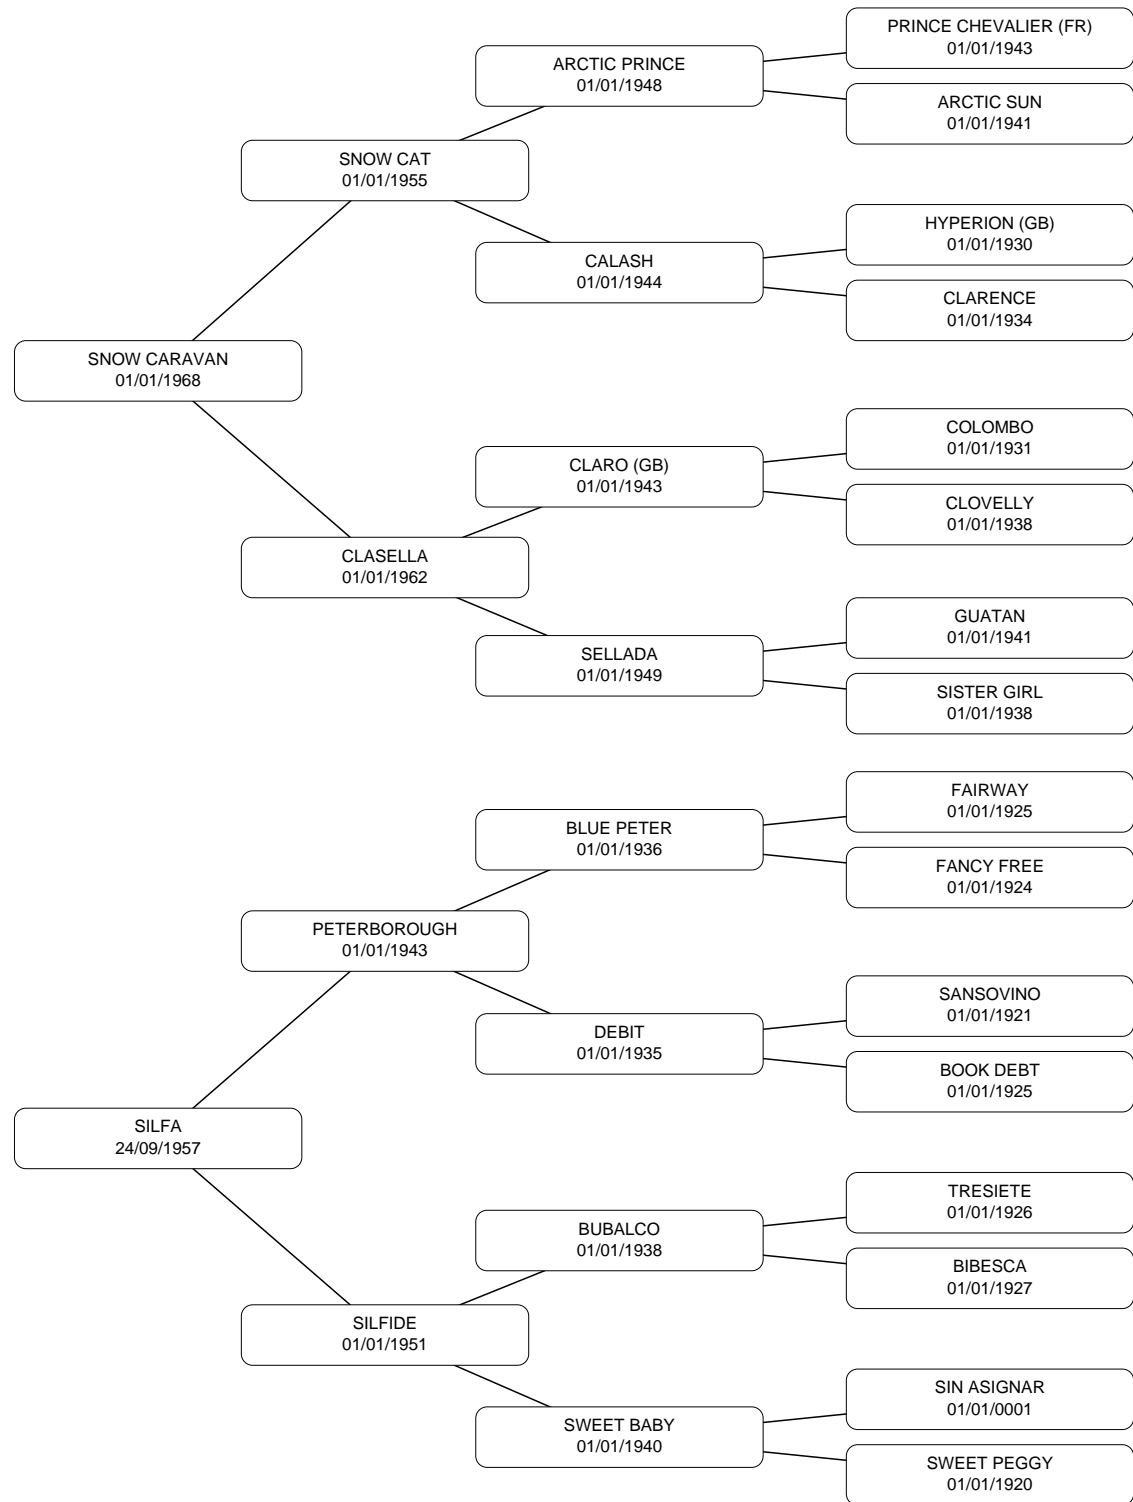 PRINCE CHEVALIER (FR)
01/01/1943
ARCTIC PRINCE
01/01/1948
ARCTIC SUN
01/01/1941
SNOW CAT
01/01/1955
HYPERION (GB)
01/01/1930
CALASH
01/01/1944
CLARENCE
01/01/1934
SNOW CARAVAN
01/01/1968
COLOMBO
01/01/1931
CLARO (GB)
01/01/1943
CLOVELLY
01/01/1938
CLASELLA
01/01/1962
GUATAN
01/01/1941
SELLADA
01/01/1949
SISTER GIRL
01/01/1938
FAIRWAY
01/01/1925
BLUE PETER
01/01/1936
FANCY FREE
01/01/1924
PETERBOROUGH
01/01/1943
SANSOVINO
01/01/1921
DEBIT
01/01/1935
BOOK DEBT
01/01/1925
SILFA
24/09/1957
TRESIETE
01/01/1926
BUBALCO
01/01/1938
BIBESCA
01/01/1927
SILFIDE
01/01/1951
SIN ASIGNAR
01/01/0001
SWEET BABY
01/01/1940
SWEET PEGGY
01/01/1920